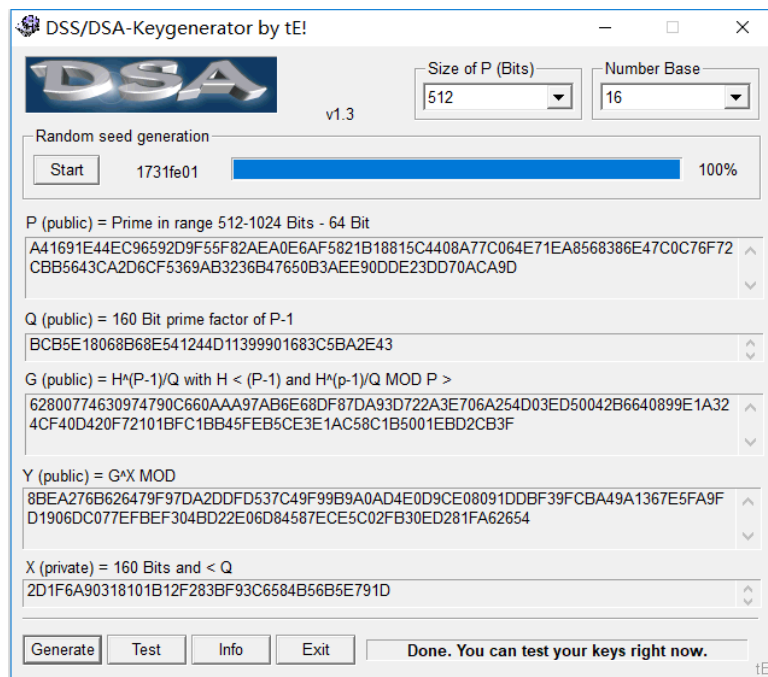 DSS/DSA-Keygenerator by tE!
DSA
v1.3
Size of P (Bits)
512
Number Base
16
Random seed generation
Start
1731fe01
100%
P (public) = Prime in range 512-1024 Bits - 64 Bit
A41691E44EC96592D9F55F82AEA0E6AF5821B18815C4408A77C064E71EA8568386E47C0C76F72
CBB5643CA2D6CF5369AB3236B47650B3AEE90DDE23DD70ACA9D
Q (public) = 160 Bit prime factor of P-1
BCB5E18068B68E541244D11399901683C5BA2E43
G (public) = H^(P-1)/Q with H < (P-1) and H^(p-1)/Q MOD P >
62800774630974790C660AAA97AB6E68DF87DA93D722A3E706A254D03ED50042B6640899E1A32
4CF40D420F72101BFC1BB45FEB5CE3E1AC58C1B5001EBD2CB3F
Y (public) = G^X MOD
8BEA276B626479F97DA2DDFD537C49F99B9A0AD4E0D9CE08091DDBF39FCBA49A1367E5FA9F
D1906DC077EFBEF304BD22E06D84587ECE5C02FB30ED281FA62654
X (private) = 160 Bits and < Q
2D1F6A90318101B12F283BF93C6584B56B5E791D
Generate
Test
Info
Exit
Done. You can test your keys right now.
tE